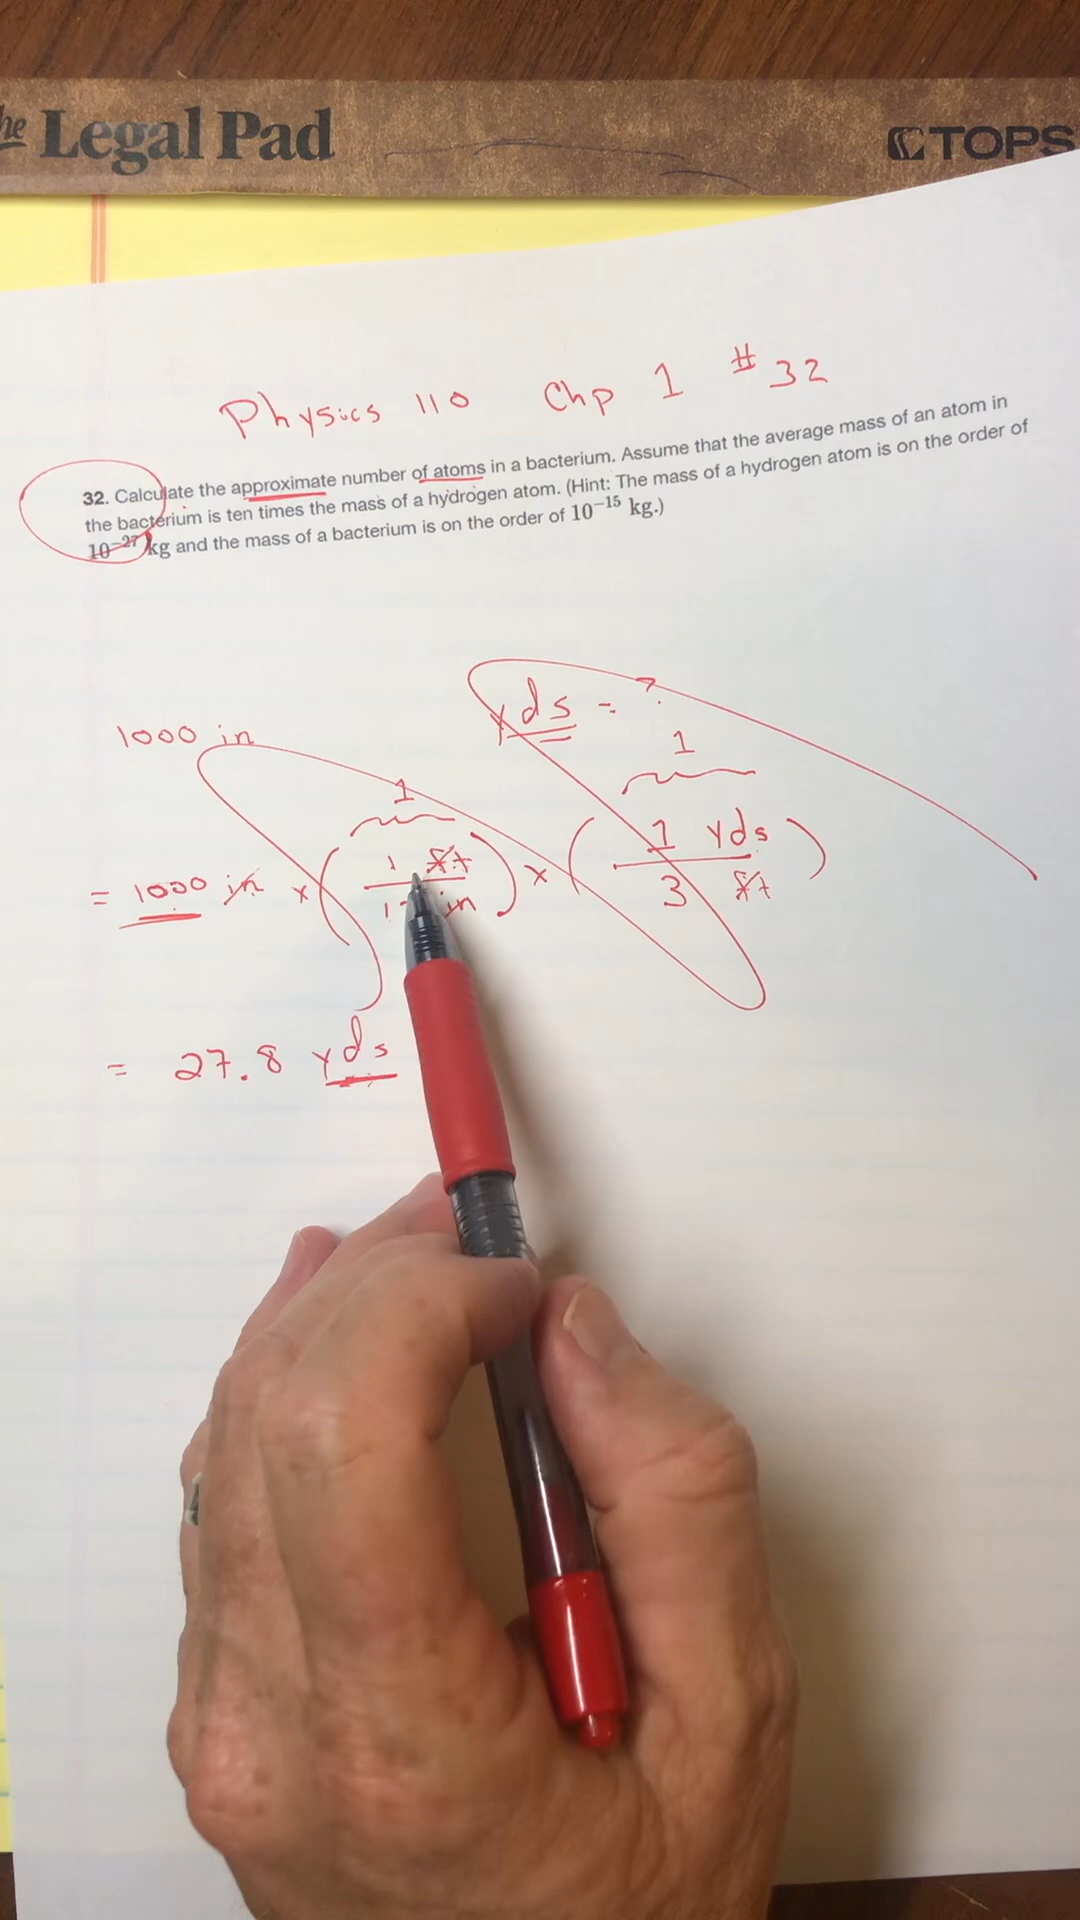 he Legal Pad TOPS
Physics 110 Chp 1 # 32
32. Calculate the approximate number of atoms in a bacterium. Assume that the average mass of an atom in
the bacterium is ten times the mass of a hydrogen atom. (Hint: The mass of a hydrogen atom is on the order of
10⁻²⁷ kg and the mass of a bacterium is on the order of 10⁻¹⁵ kg.)
1000 in yds = ?
1 1
= 1000 in × ( 1 ft ) × ( 1 yds )
in 3 ft
= 27.8 yds